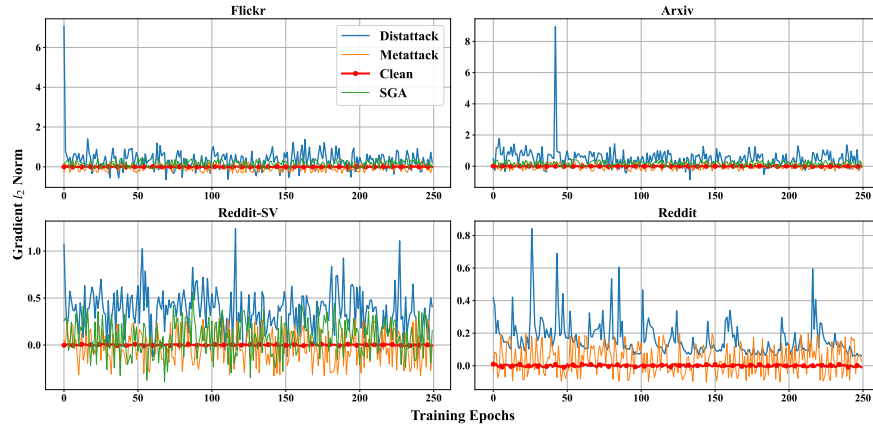 Flickr
6
4
2
0
0 50 100 150 200 250
Distattack
Metattack
Clean
SGA
Arxiv
8
6
4
2
0
0 50 100 150 200 250
Reddit-SV
1.0
0.5
0.0
0 50 100 150 200 250
Reddit
0.8
0.6
0.4
0.2
0.0
0 50 100 150 200 250
Gradient l₂ Norm
Training Epochs